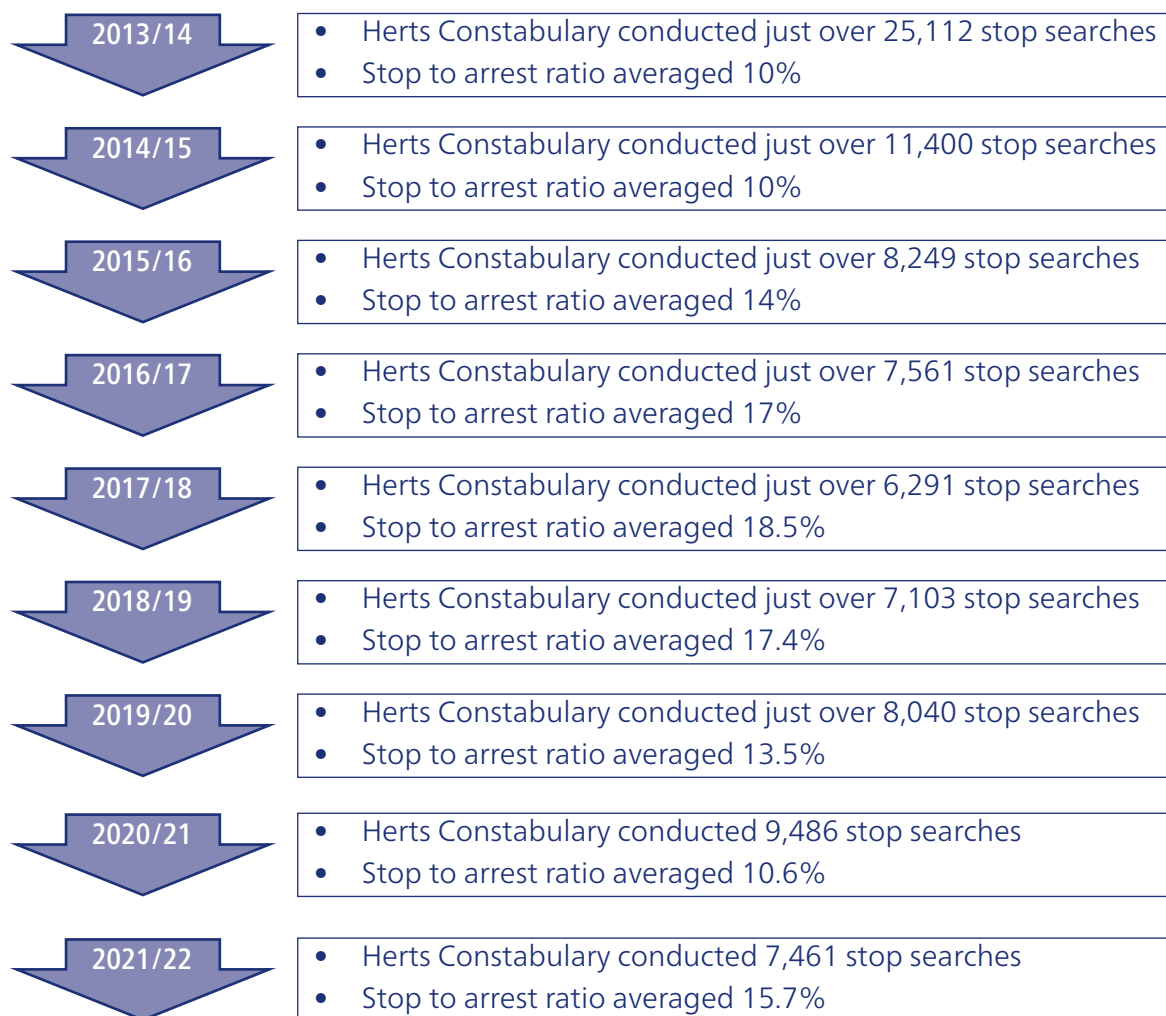 2013/14
• Herts Constabulary conducted just over 25,112 stop searches
• Stop to arrest ratio averaged 10%
2014/15
• Herts Constabulary conducted just over 11,400 stop searches
• Stop to arrest ratio averaged 10%
2015/16
• Herts Constabulary conducted just over 8,249 stop searches
• Stop to arrest ratio averaged 14%
2016/17
• Herts Constabulary conducted just over 7,561 stop searches
• Stop to arrest ratio averaged 17%
2017/18
• Herts Constabulary conducted just over 6,291 stop searches
• Stop to arrest ratio averaged 18.5%
2018/19
• Herts Constabulary conducted just over 7,103 stop searches
• Stop to arrest ratio averaged 17.4%
2019/20
• Herts Constabulary conducted just over 8,040 stop searches
• Stop to arrest ratio averaged 13.5%
2020/21
• Herts Constabulary conducted 9,486 stop searches
• Stop to arrest ratio averaged 10.6%
2021/22
• Herts Constabulary conducted 7,461 stop searches
• Stop to arrest ratio averaged 15.7%